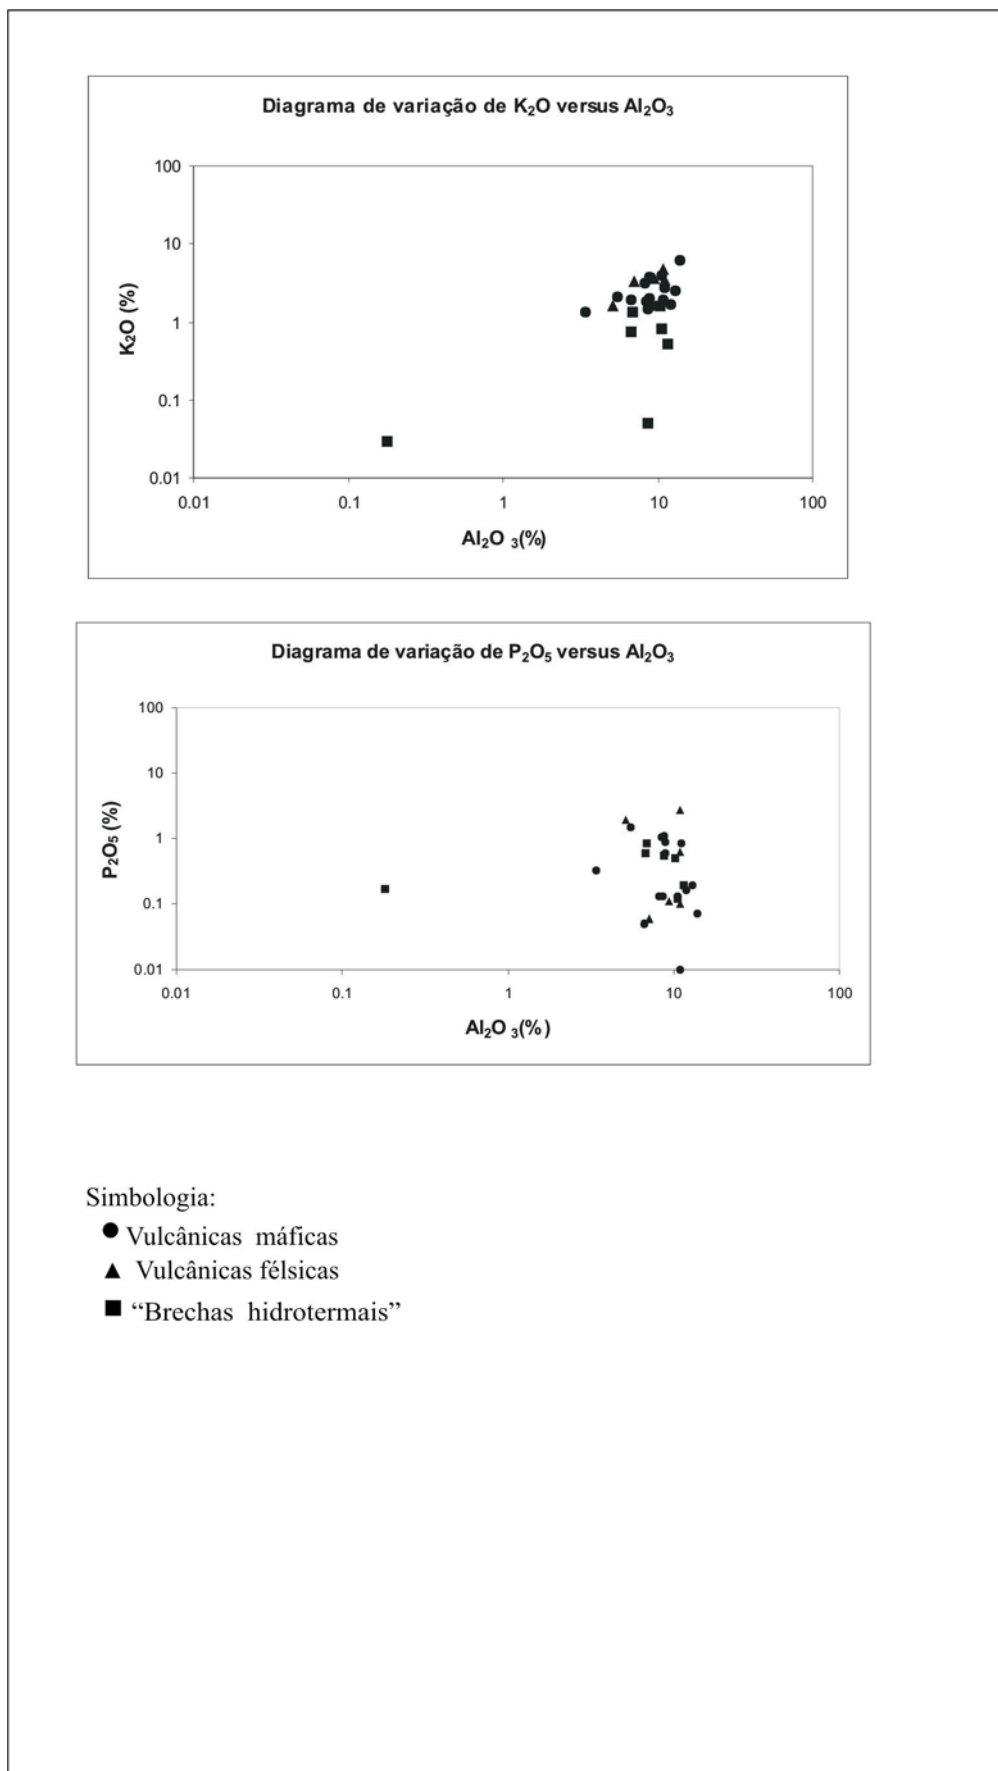 Diagrama de variação de K₂O versus Al₂O₃
100
10
1
0.1
0.01
K₂O (%)
0.01 0.1 1 10 100
Al₂O ₃(%)
Diagrama de variação de P₂O₅ versus Al₂O₃
100
10
1
0.1
0.01
P₂O₅ (%)
0.01 0.1 1 10 100
Al₂O ₃(%)
Simbologia:
Vulcânicas máficas
Vulcânicas félsicas
“Brechas hidrotermais”